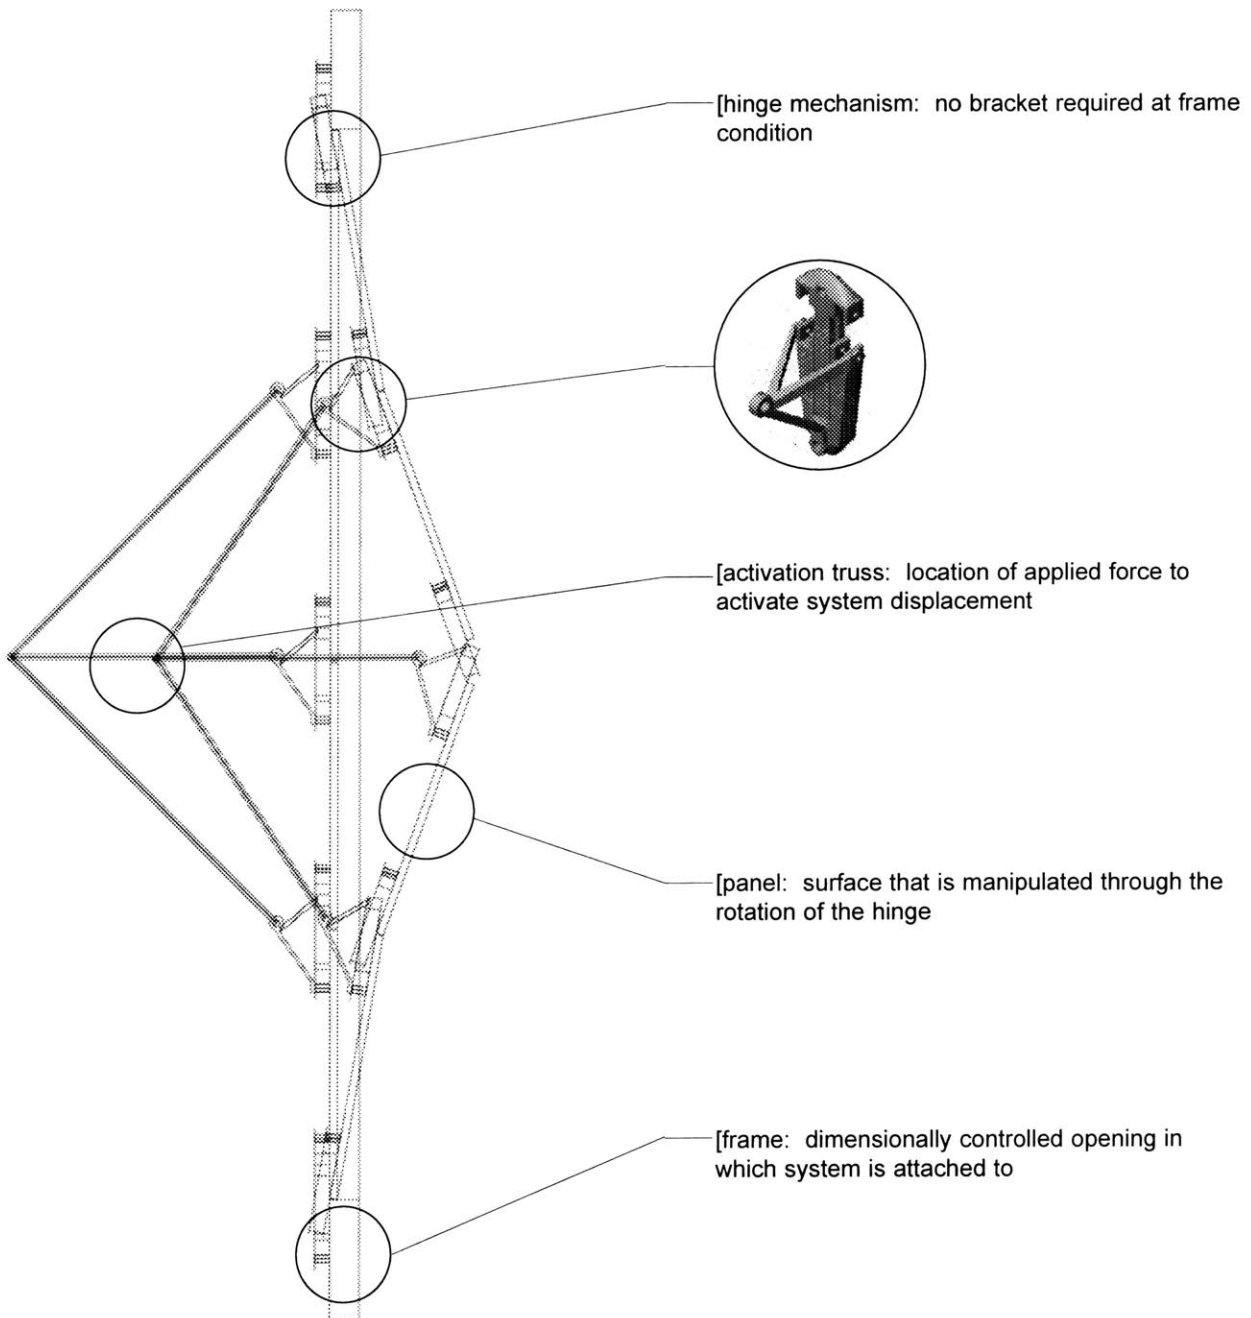 [hinge mechanism: no bracket required at frame
condition
[activation truss: location of applied force to
activate system displacement
[panel: surface that is manipulated through the
rotation of the hinge
[frame: dimensionally controlled opening in
which system is attached to